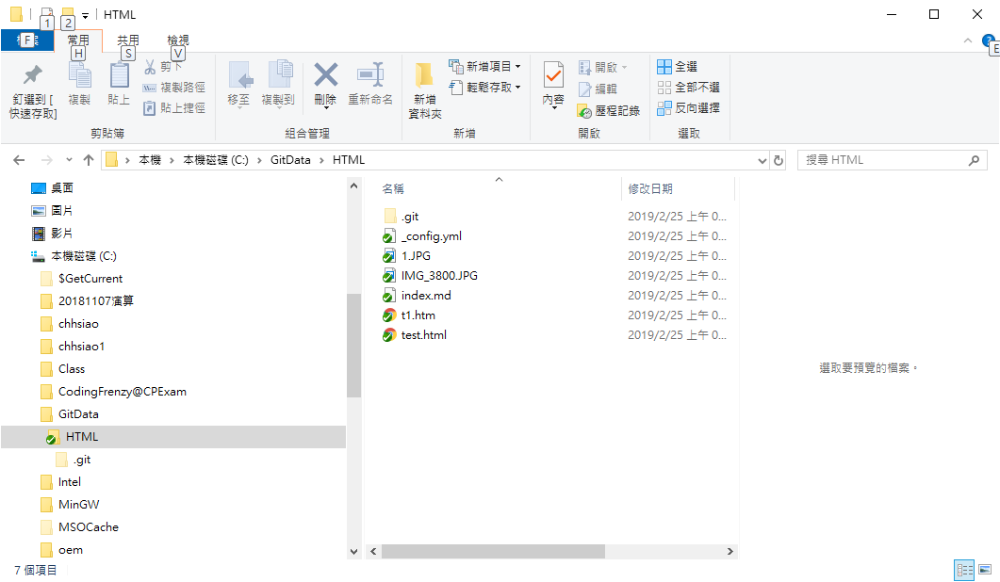 HTML
1 2
檔案 常用 共用 檢視
F H S V E
釘選到 [
快速存取]
複製
貼上
剪下
複製路徑
貼上捷徑
剪貼簿
移至
複製到
刪除
重新命名
組合管理
新增
資料夾
新增項目
輕鬆存取
新增
內容
開啟
編輯
歷程記錄
開啟
全選
全部不選
反向選擇
選取
本機 > 本機磁碟 (C:) > GitData > HTML
搜尋 HTML
桌面
圖片
影片
本機磁碟 (C:)
$GetCurrent
20181107演算
chhsiao
chhsiao1
Class
CodingFrenzy@CPExam
GitData
HTML
.git
Intel
MinGW
MSOCache
oem
名稱 修改日期
.git 2019/2/25 上午 0...
_config.yml 2019/2/25 上午 0...
1.JPG 2019/2/25 上午 0...
IMG_3800.JPG 2019/2/25 上午 0...
index.md 2019/2/25 上午 0...
t1.htm 2019/2/25 上午 0...
test.html 2019/2/25 上午 0...
選取要預覽的檔案。
7 個項目